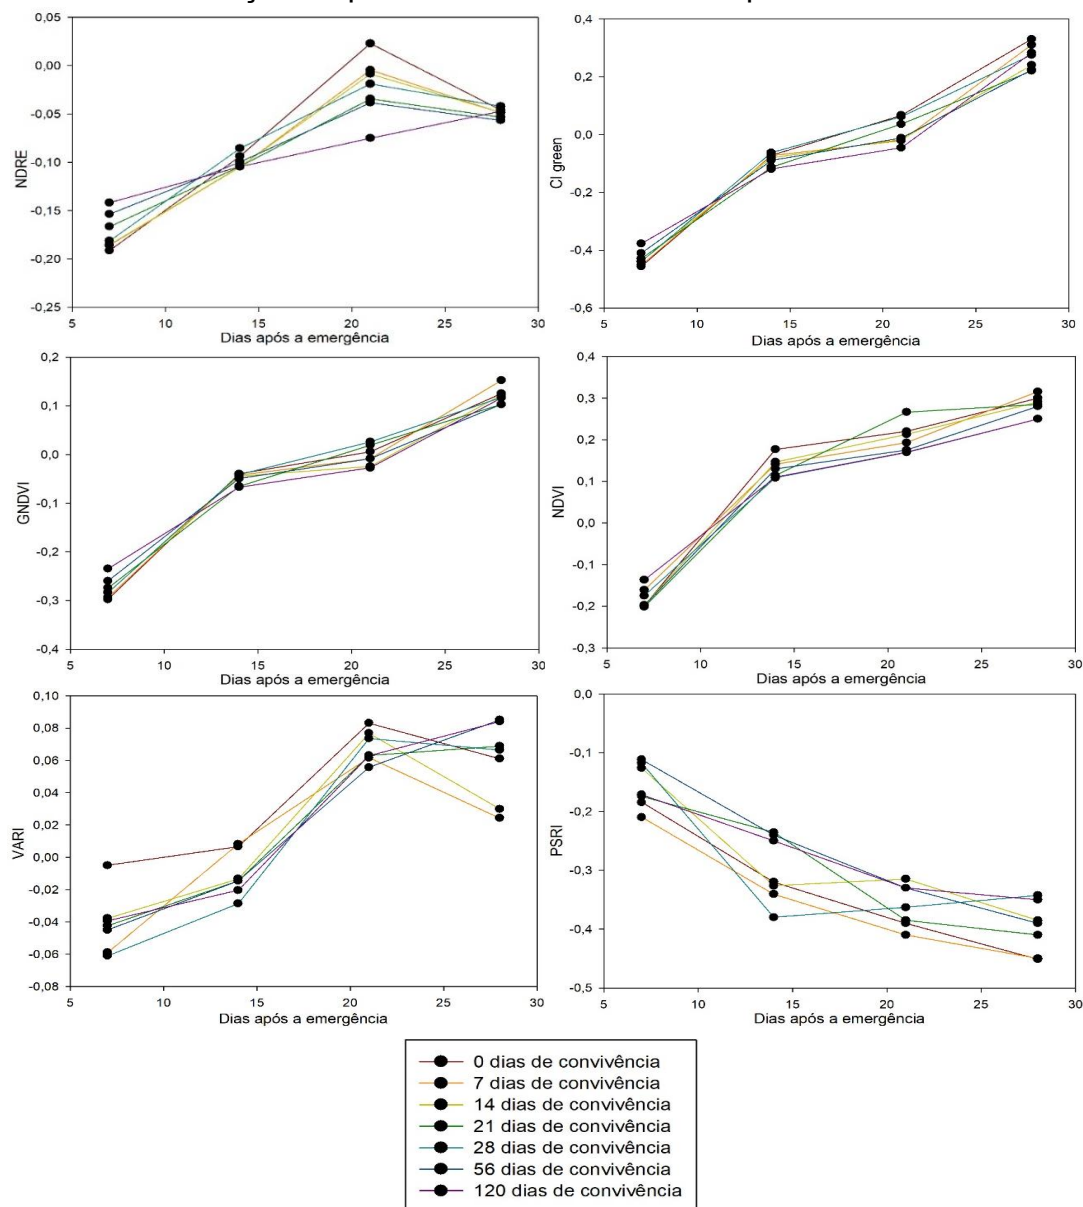 0,05
0,00
-0,05
-0,10
-0,15
-0,20
-0,25
NDRE
5 10 15 20 25 30
Dias após a emergência
0,4
0,2
0,0
-0,2
-0,4
-0,6
CI green
5 10 15 20 25 30
Dias após a emergência
0,2
0,1
0,0
-0,1
-0,2
-0,3
-0,4
GNDVI
5 10 15 20 25 30
Dias após a emergência
0,4
0,3
0,2
0,1
0,0
-0,1
-0,2
-0,3
NDVI
5 10 15 20 25 30
Dias após a emergência
0,10
0,08
0,06
0,04
0,02
0,00
-0,02
-0,04
-0,06
-0,08
VARI
5 10 15 20 25 30
Dias após a emergência
0,0
-0,1
-0,2
-0,3
-0,4
-0,5
PSRI
5 10 15 20 25 30
Dias após a emergência
0 dias de convivência
7 dias de convivência
14 dias de convivência
21 dias de convivência
28 dias de convivência
56 dias de convivência
120 dias de convivência